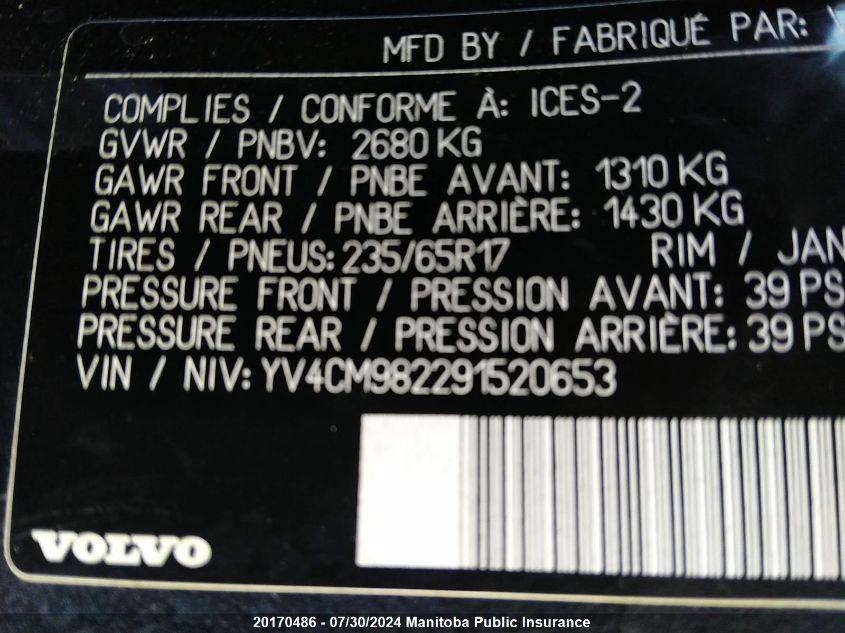 MFD BY / FABRIQUÉ PAR:
COMPLIES / CONFORME À: ICES-2
GVWR / PNBV: 2680 KG
GAWR FRONT / PNBE AVANT: 1310 KG
GAWR REAR / PNBE ARRIÈRE: 1430 KG
TIRES / PNEUS: 235/65R17 RIM / JAN
PRESSURE FRONT / PRESSION AVANT: 39 PS
PRESSURE REAR / PRESSION ARRIÈRE: 39 PS
VIN / NIV: YV4CM982291520653
VOLVO
20170486 - 07/30/2024 Manitoba Public Insurance